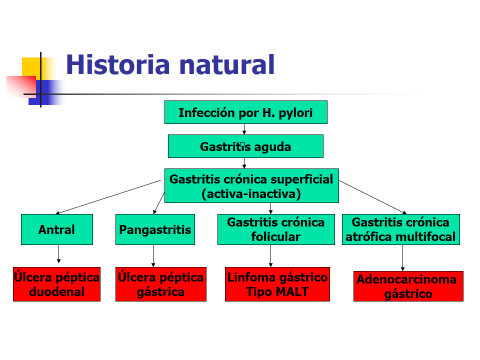 Historia natural
Infección por H. pylori
Gastritis aguda
Gastritis crónica superficial
(activa-inactiva)
Antral
Pangastritis
Gastritis crónica
folicular
Gastritis crónica
atrófica multifocal
Úlcera péptica
duodenal
Úlcera péptica
gástrica
Linfoma gástrico
Tipo MALT
Adenocarcinoma
gástrico